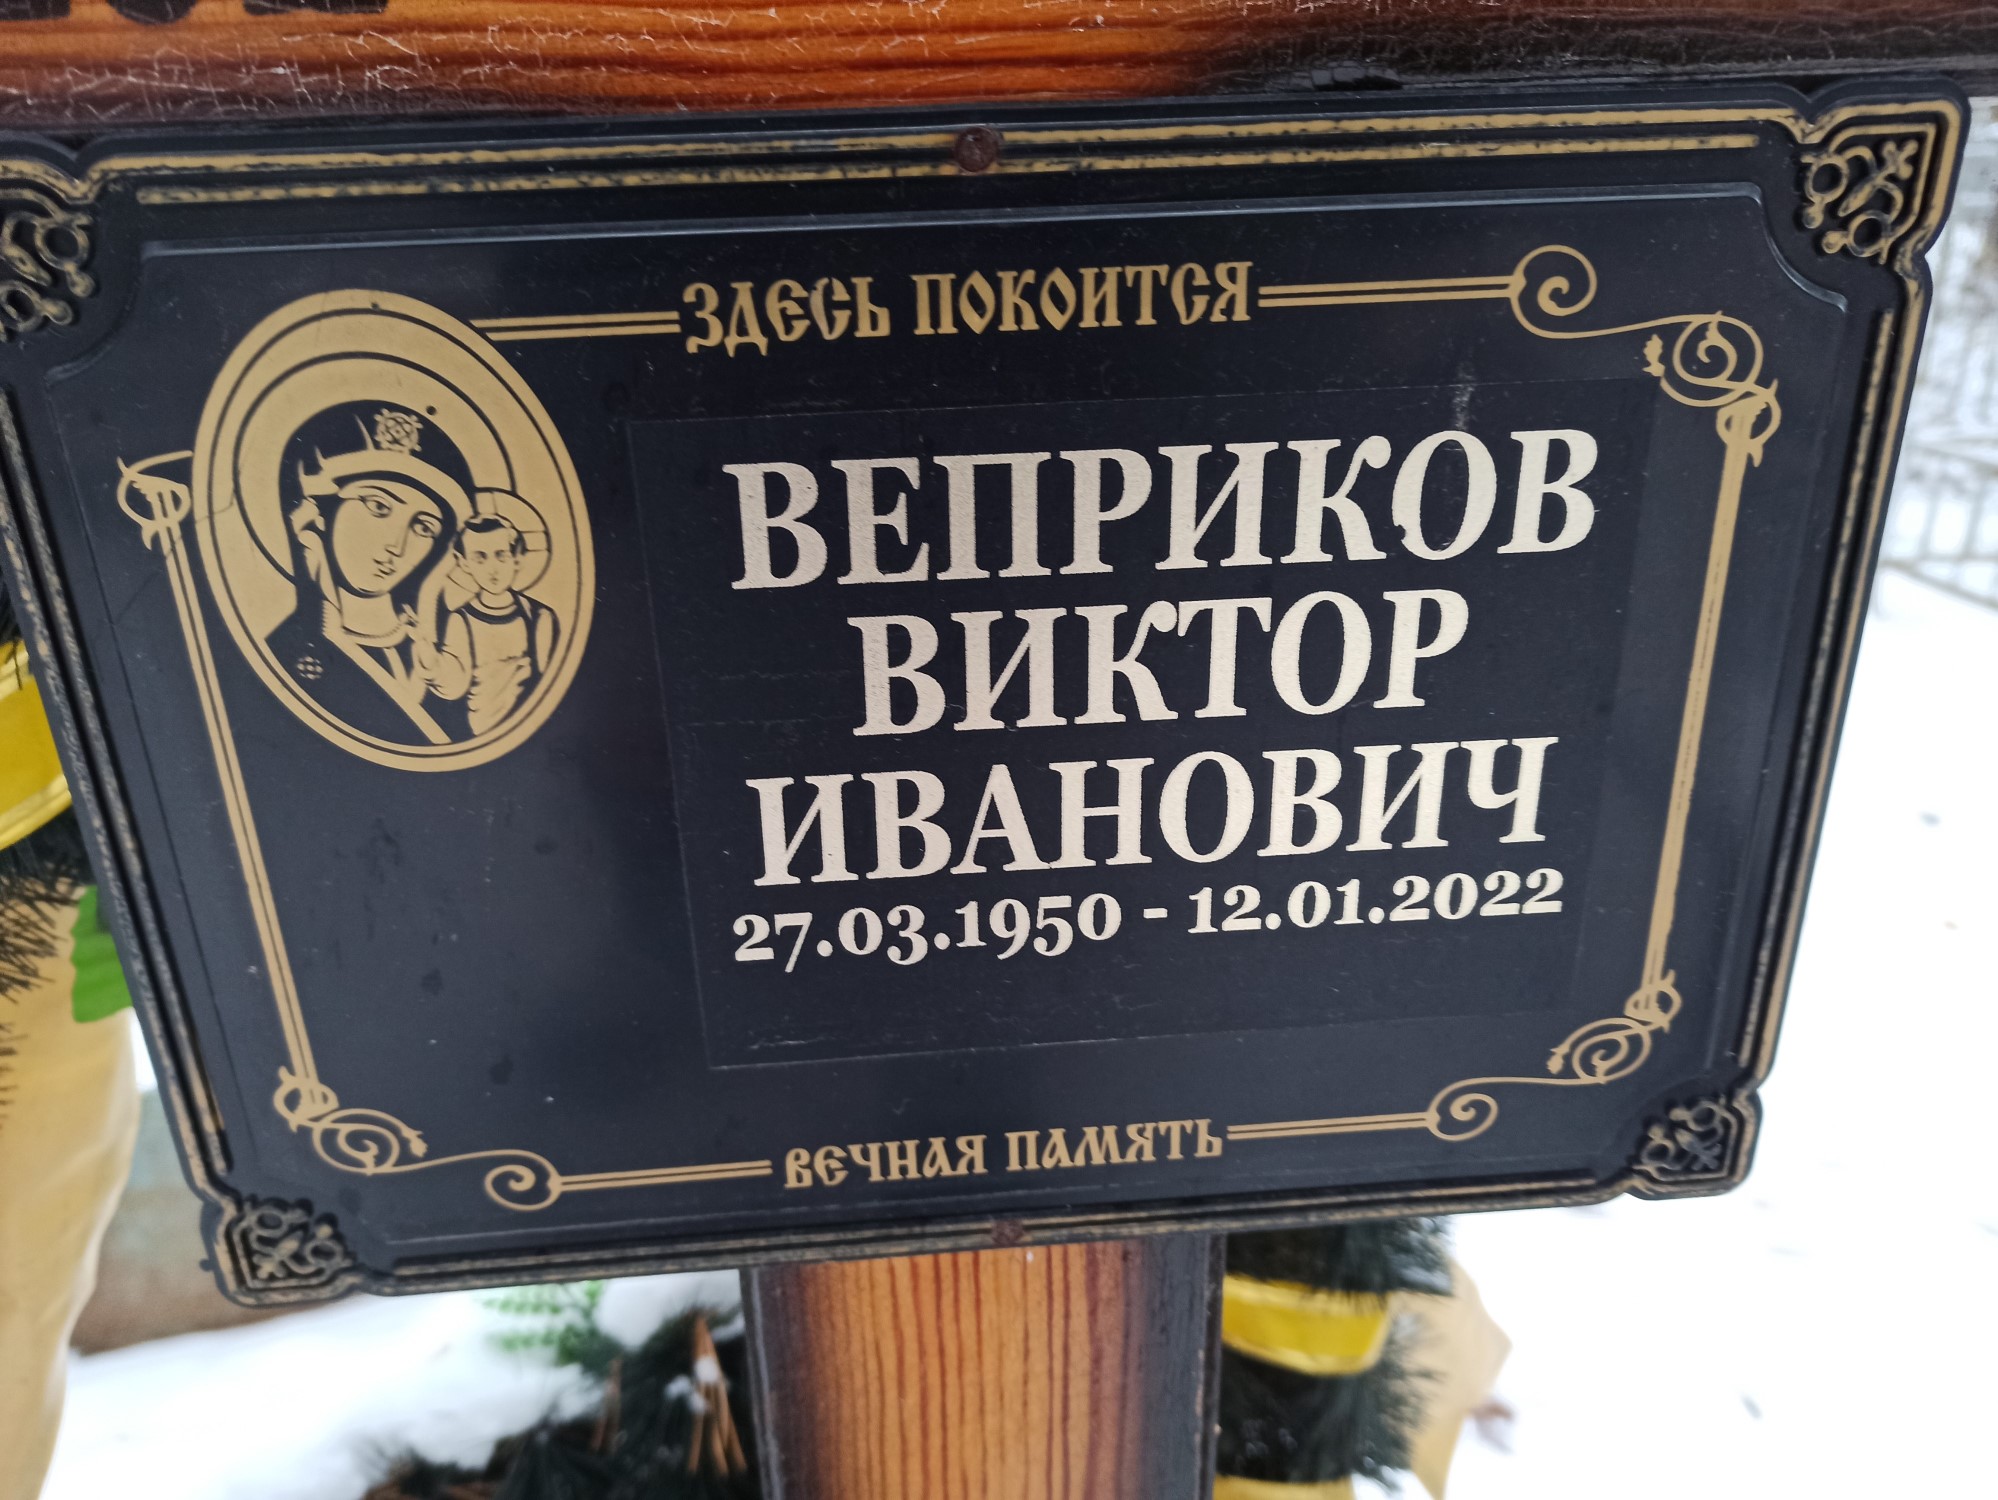 ЗДЕСЬ ПОКОИТСЯ
ВЕПРИКОВ
ВИКТОР
ИВАНОВИЧ
27.03.1950 - 12.01.2022
ВЕЧНАЯ ПАМЯТЬ